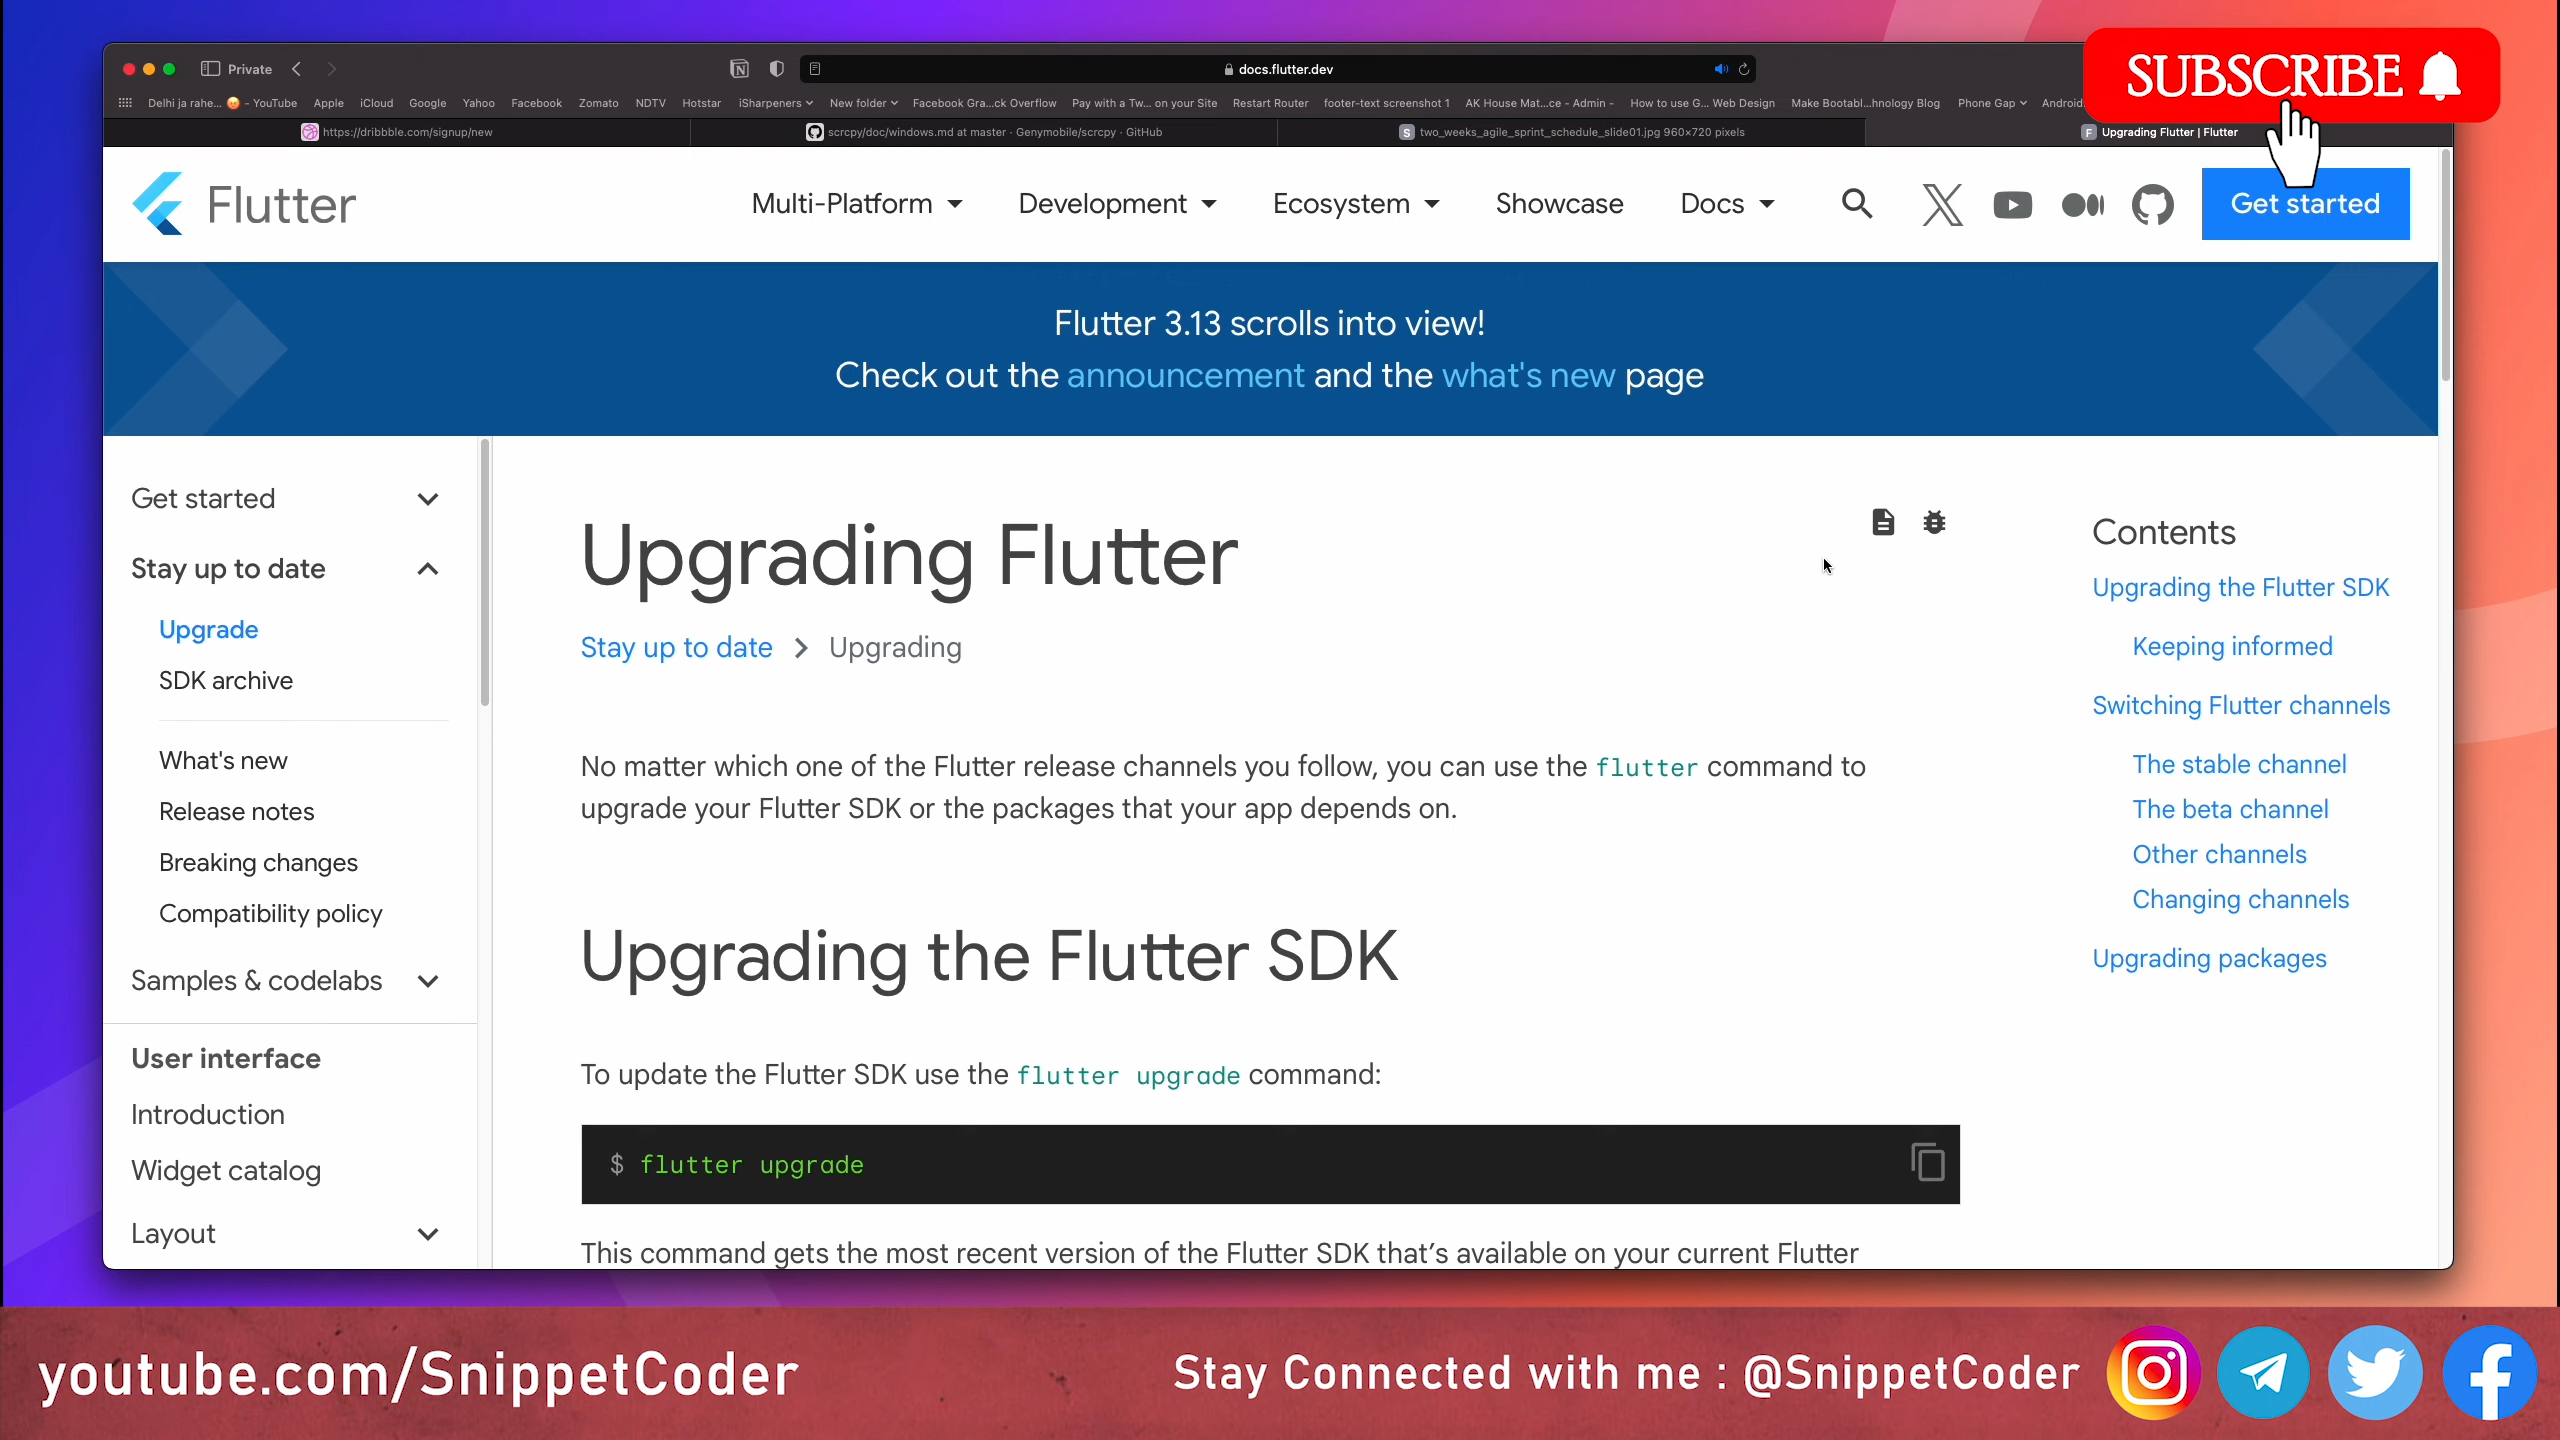 SUBSCRIBE
Private
docs.flutter.dev
Delhi ja rahe... 😡 - YouTube Apple iCloud Google Yahoo Facebook Zomato NDTV Hotstar iSharpeners New folder Facebook Gra...ck Overflow Pay with a Tw... on your Site Restart Router footer-text screenshot 1 AK House Mat...ce - Admin - How to use G... Web Design Make Bootabl...hnology Blog Phone Gap Android
https://dribbble.com/signup/new
scrcpy/doc/windows.md at master · Genymobile/scrcpy · GitHub
S two_weeks_agile_sprint_schedule_slide01.jpg 960×720 pixels
F Upgrading Flutter | Flutter
Flutter
Multi-Platform Development Ecosystem Showcase Docs
Get started
Flutter 3.13 scrolls into view!
Check out the announcement and the what's new page
Get started
Stay up to date
Upgrade
SDK archive
What's new
Release notes
Breaking changes
Compatibility policy
Samples & codelabs
User interface
Introduction
Widget catalog
Layout
Upgrading Flutter
Stay up to date > Upgrading
No matter which one of the Flutter release channels you follow, you can use the flutter command to
upgrade your Flutter SDK or the packages that your app depends on.
Upgrading the Flutter SDK
To update the Flutter SDK use the flutter upgrade command:
$ flutter upgrade
This command gets the most recent version of the Flutter SDK that’s available on your current Flutter
Contents
Upgrading the Flutter SDK
Keeping informed
Switching Flutter channels
The stable channel
The beta channel
Other channels
Changing channels
Upgrading packages
youtube.com/SnippetCoder
Stay Connected with me : @SnippetCoder